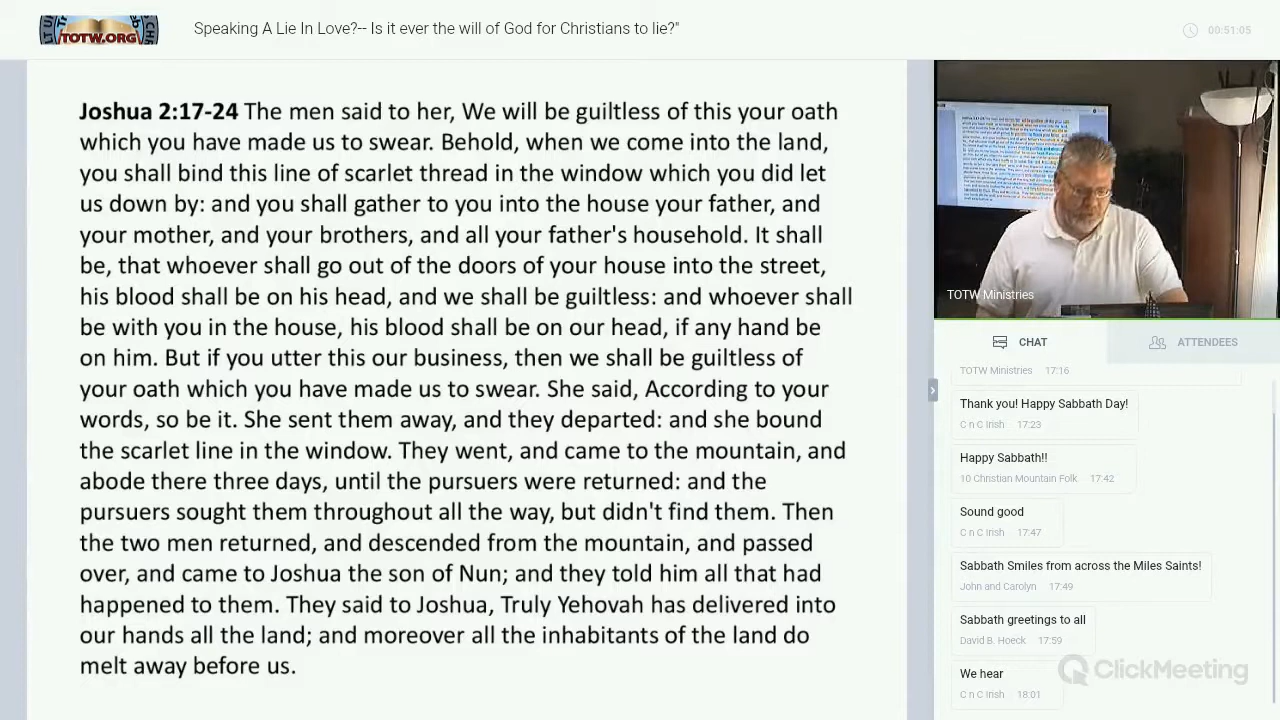 TOTW.ORG
Speaking A Lie In Love?-- Is it ever the will of God for Christians to lie?"
00:51:05
Joshua 2:17-24 The men said to her, We will be guiltless of this your oath
which you have made us to swear. Behold, when we come into the land,
you shall bind this line of scarlet thread in the window which you did let
us down by: and you shall gather to you into the house your father, and
your mother, and your brothers, and all your father's household. It shall
be, that whoever shall go out of the doors of your house into the street,
his blood shall be on his head, and we shall be guiltless: and whoever shall
be with you in the house, his blood shall be on our head, if any hand be
on him. But if you utter this our business, then we shall be guiltless of
your oath which you have made us to swear. She said, According to your
words, so be it. She sent them away, and they departed: and she bound
the scarlet line in the window. They went, and came to the mountain, and
abode there three days, until the pursuers were returned: and the
pursuers sought them throughout all the way, but didn't find them. Then
the two men returned, and descended from the mountain, and passed
over, and came to Joshua the son of Nun; and they told him all that had
happened to them. They said to Joshua, Truly Yehovah has delivered into
our hands all the land; and moreover all the inhabitants of the land do
melt away before us.
TOTW Ministries
CHAT
ATTENDEES
TOTW Ministries 17:16
Thank you! Happy Sabbath Day!
C n C Irish 17:23
Happy Sabbath!!
10 Christian Mountain Folk 17:42
Sound good
C n C Irish 17:47
Sabbath Smiles from across the Miles Saints!
John and Carolyn 17:49
Sabbath greetings to all
David B. Hoeck 17:59
We hear
C n C Irish 18:01
ClickMeeting